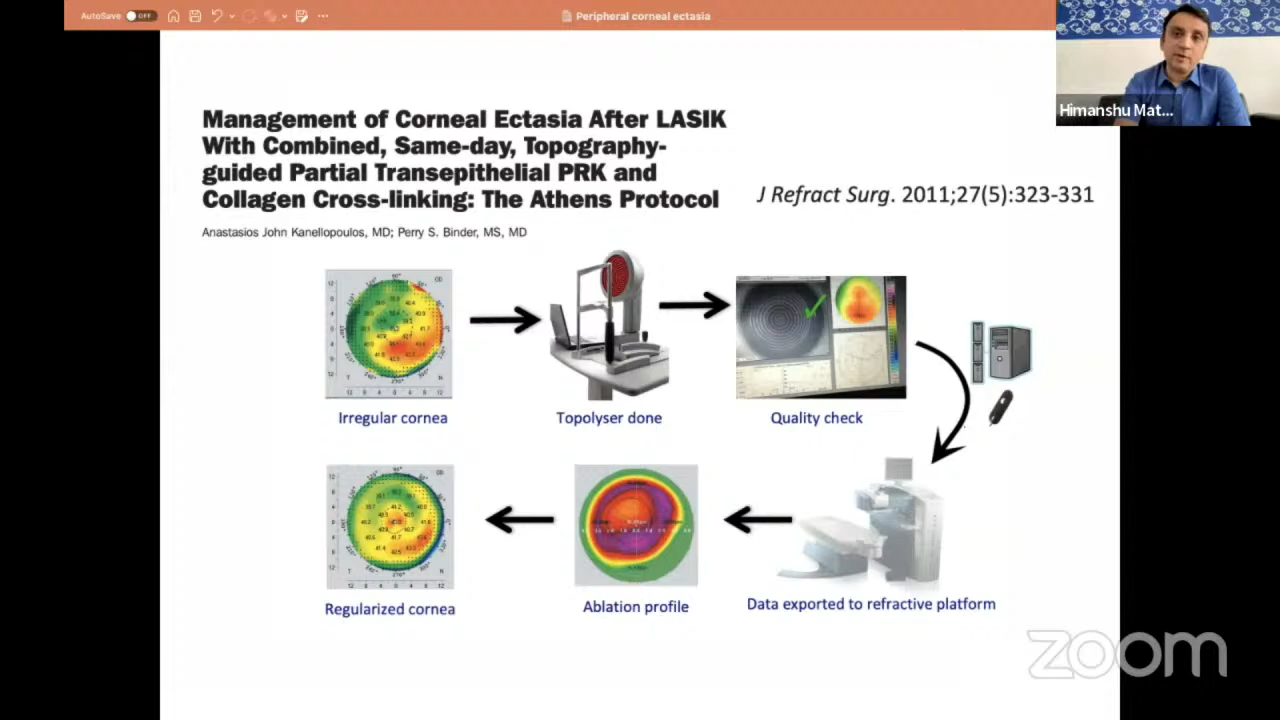 AutoSave OFF
Peripheral corneal ectasia
Himanshu Mat...
Management of Corneal Ectasia After LASIK
With Combined, Same-day, Topography-
guided Partial Transepithelial PRK and
Collagen Cross-linking: The Athens Protocol
J Refract Surg. 2011;27(5):323-331
Anastasios John Kanellopoulos, MD; Perry S. Binder, MS, MD
Irregular cornea
Topolyser done
Quality check
Regularized cornea
Ablation profile
Data exported to refractive platform
zoom